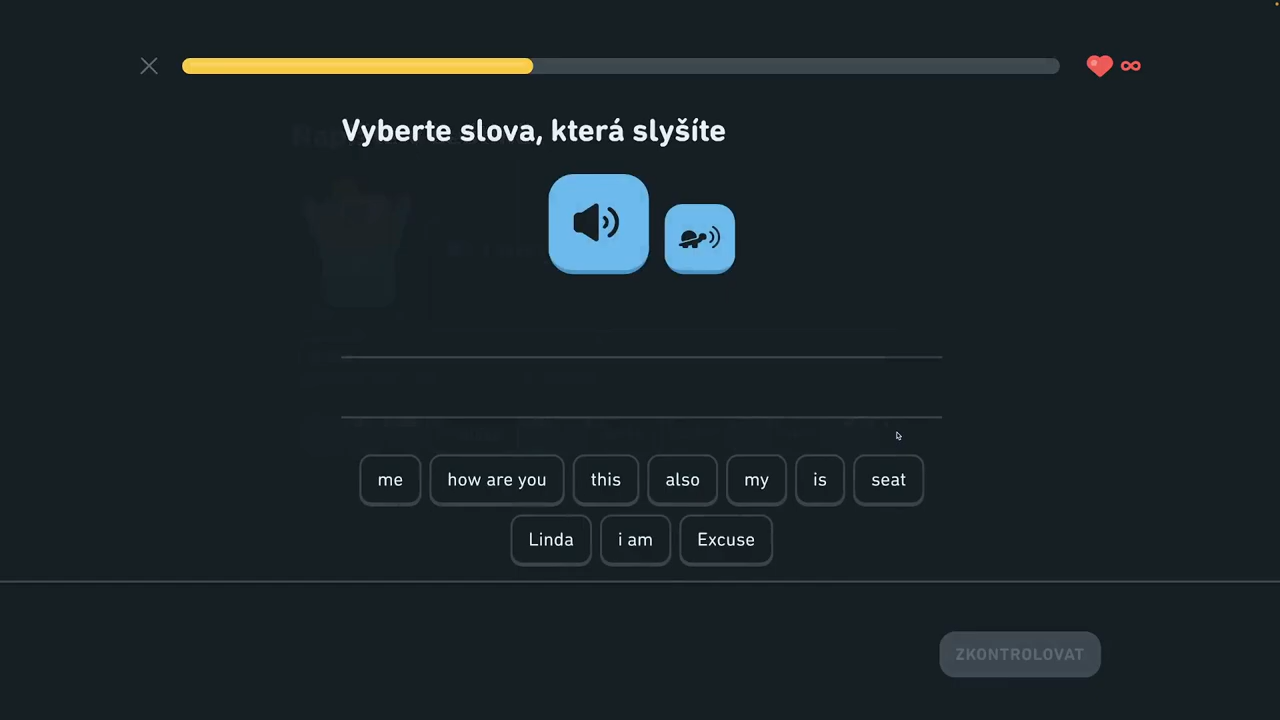 Vyberte slova, která slyšíte
me how are you this also my is seat
Linda i am Excuse
ZKONTROLOVAT